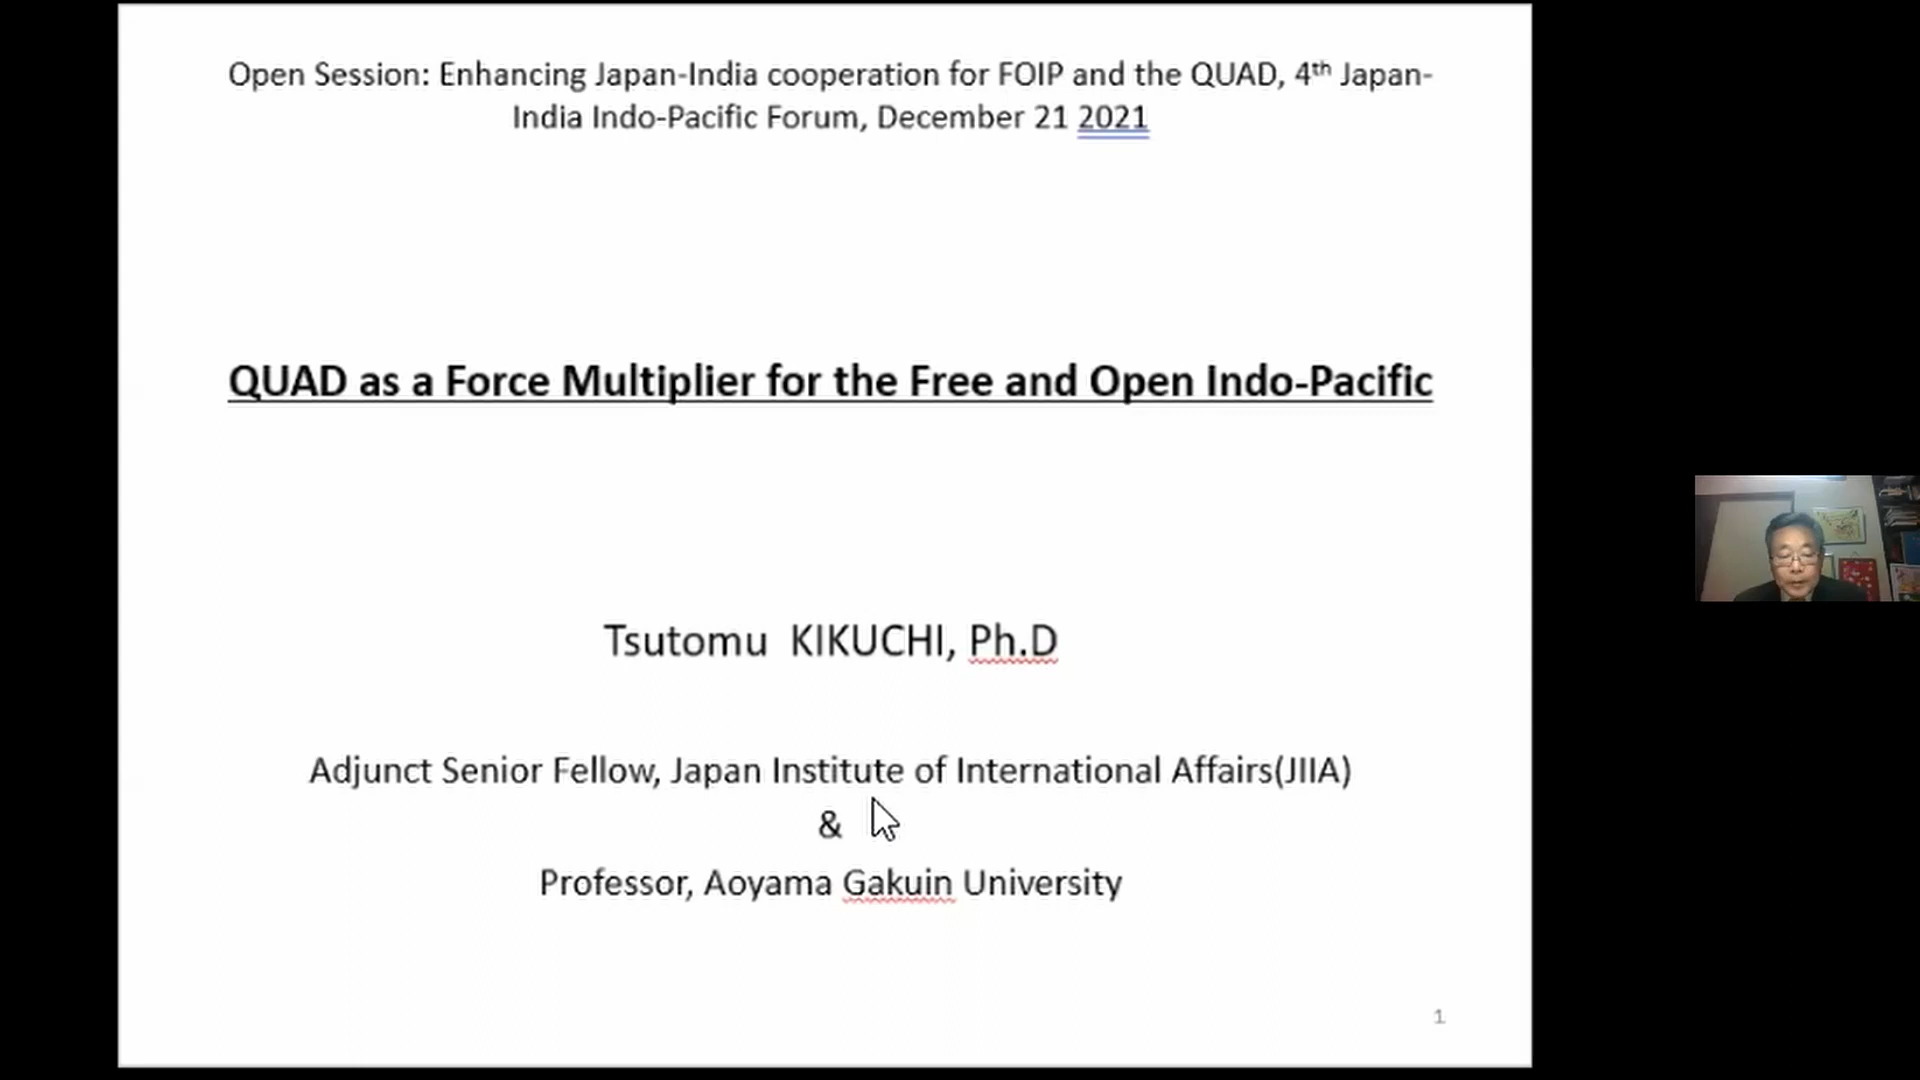 Open Session: Enhancing Japan-India cooperation for FOIP and the QUAD, 4th Japan-
India Indo-Pacific Forum, December 21 2021
QUAD as a Force Multiplier for the Free and Open Indo-Pacific
Tsutomu  KIKUCHI, Ph.D
Adjunct Senior Fellow, Japan Institute of International Affairs(JIIA)
&
Professor, Aoyama Gakuin University
1